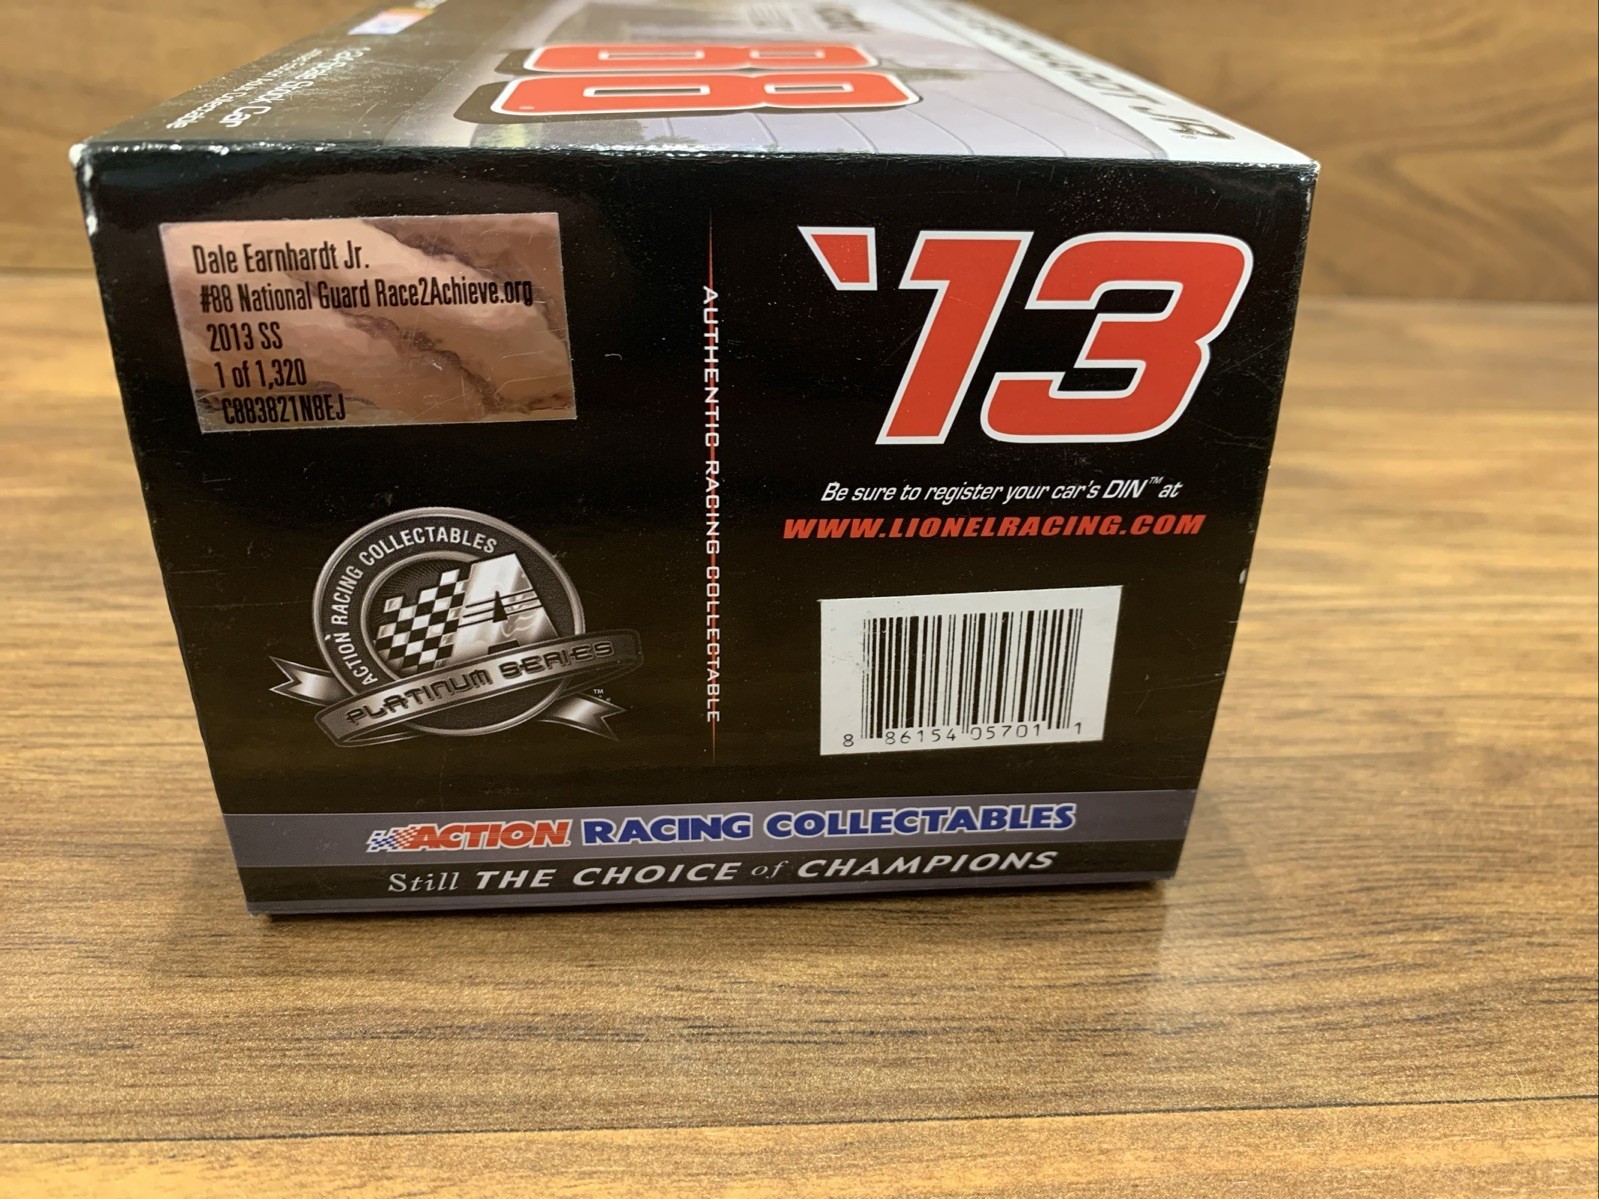 88
JR.
Dale Earnhardt Jr.
#88 National Guard Race2Achieve.org
2013 SS
1 of 1,320
C883821N8EJ
AUTHENTIC RACING COLLECTABLE
'13
Be sure to register your car's DIN™ at
WWW.LIONELRACING.COM
ACTION RACING COLLECTABLES
A
PLATINUM SERIES™
8 86154 05701 1
ACTION RACING COLLECTABLES
Still THE CHOICE of CHAMPIONS